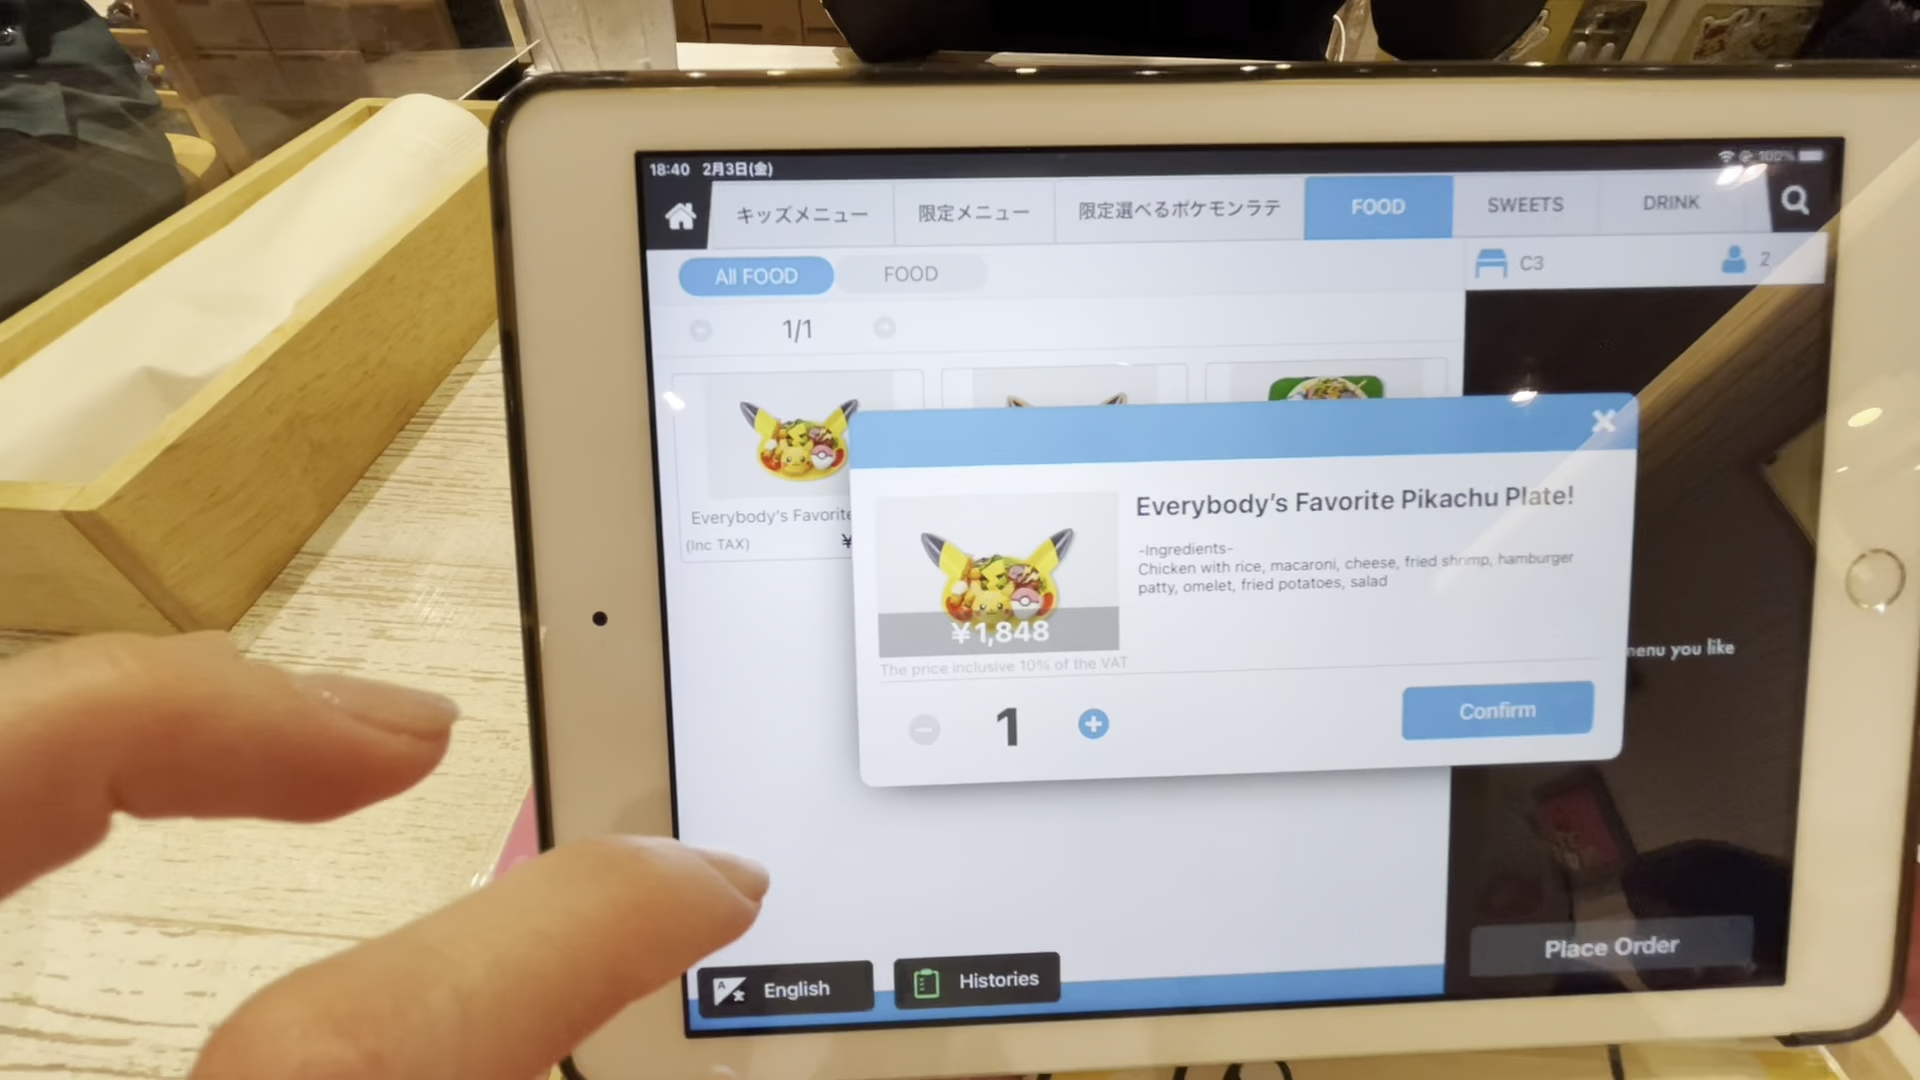 18:40 2月3日(金)
100%
キッズメニュー
限定メニュー
限定選べるポケモンラテ
FOOD
SWEETS
DRINK
All FOOD
FOOD
C3
2
1/1
Everybody's Favorite
(Inc TAX)
¥
Everybody's Favorite Pikachu Plate!
-Ingredients-
Chicken with rice, macaroni, cheese, fried shrimp, hamburger
patty, omelet, fried potatoes, salad
¥1,848
The price inclusive 10% of the VAT
1
Confirm
menu you like
Place Order
English
Histories